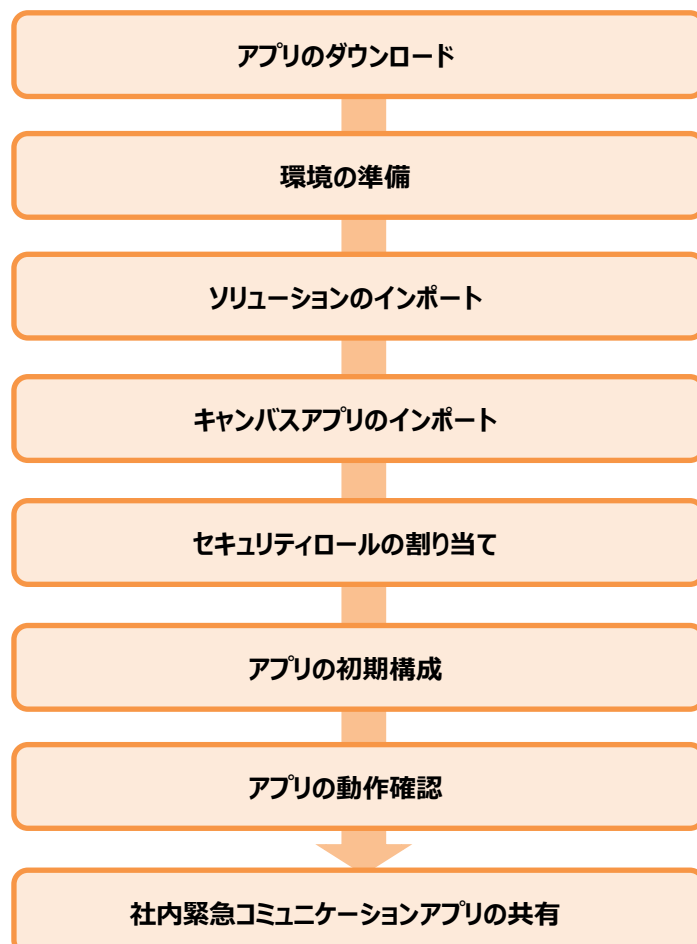 アプリのダウンロード
環境の準備
ソリューションのインポート
キャンバスアプリのインポート
セキュリティロールの割り当て
アプリの初期構成
アプリの動作確認
社内緊急コミュニケーションアプリの共有